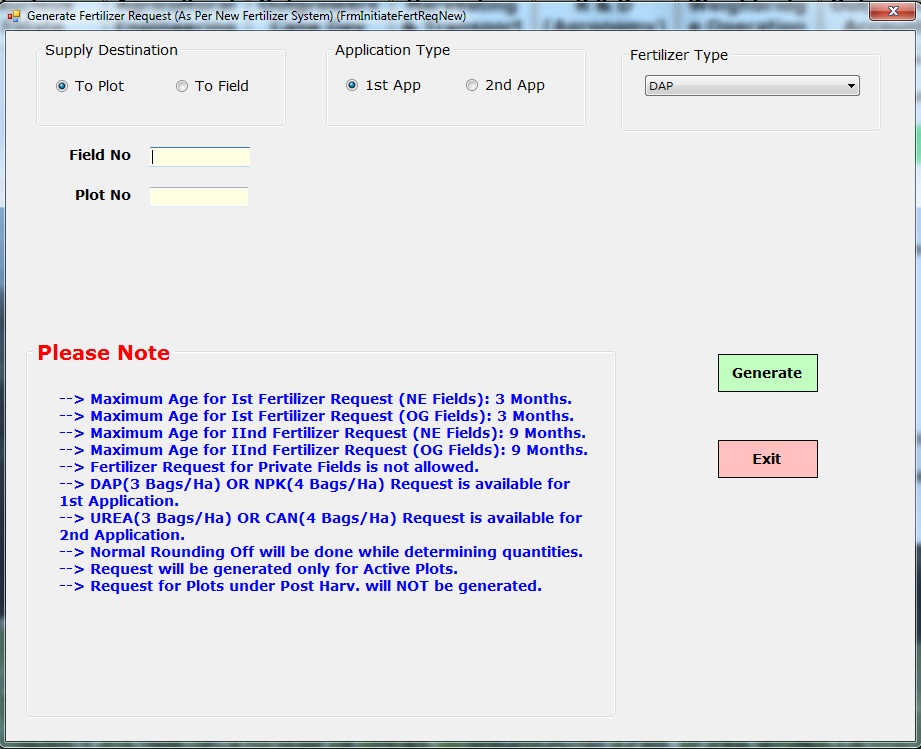 Generate Fertilizer Request (As Per New Fertilizer System) (FrmInitiateFertReqNew)
Supply Destination
To Plot
To Field
Application Type
1st App
2nd App
Fertilizer Type
DAP
Field No
Plot No
Please Note
--> Maximum Age for Ist Fertilizer Request (NE Fields): 3 Months.
--> Maximum Age for Ist Fertilizer Request (OG Fields): 3 Months.
--> Maximum Age for IInd Fertilizer Request (NE Fields): 9 Months.
--> Maximum Age for IInd Fertilizer Request (OG Fields): 9 Months.
--> Fertilizer Request for Private Fields is not allowed.
--> DAP(3 Bags/Ha) OR NPK(4 Bags/Ha) Request is available for
1st Application.
--> UREA(3 Bags/Ha) OR CAN(4 Bags/Ha) Request is available for
2nd Application.
--> Normal Rounding Off will be done while determining quantities.
--> Request will be generated only for Active Plots.
--> Request for Plots under Post Harv. will NOT be generated.
Generate
Exit